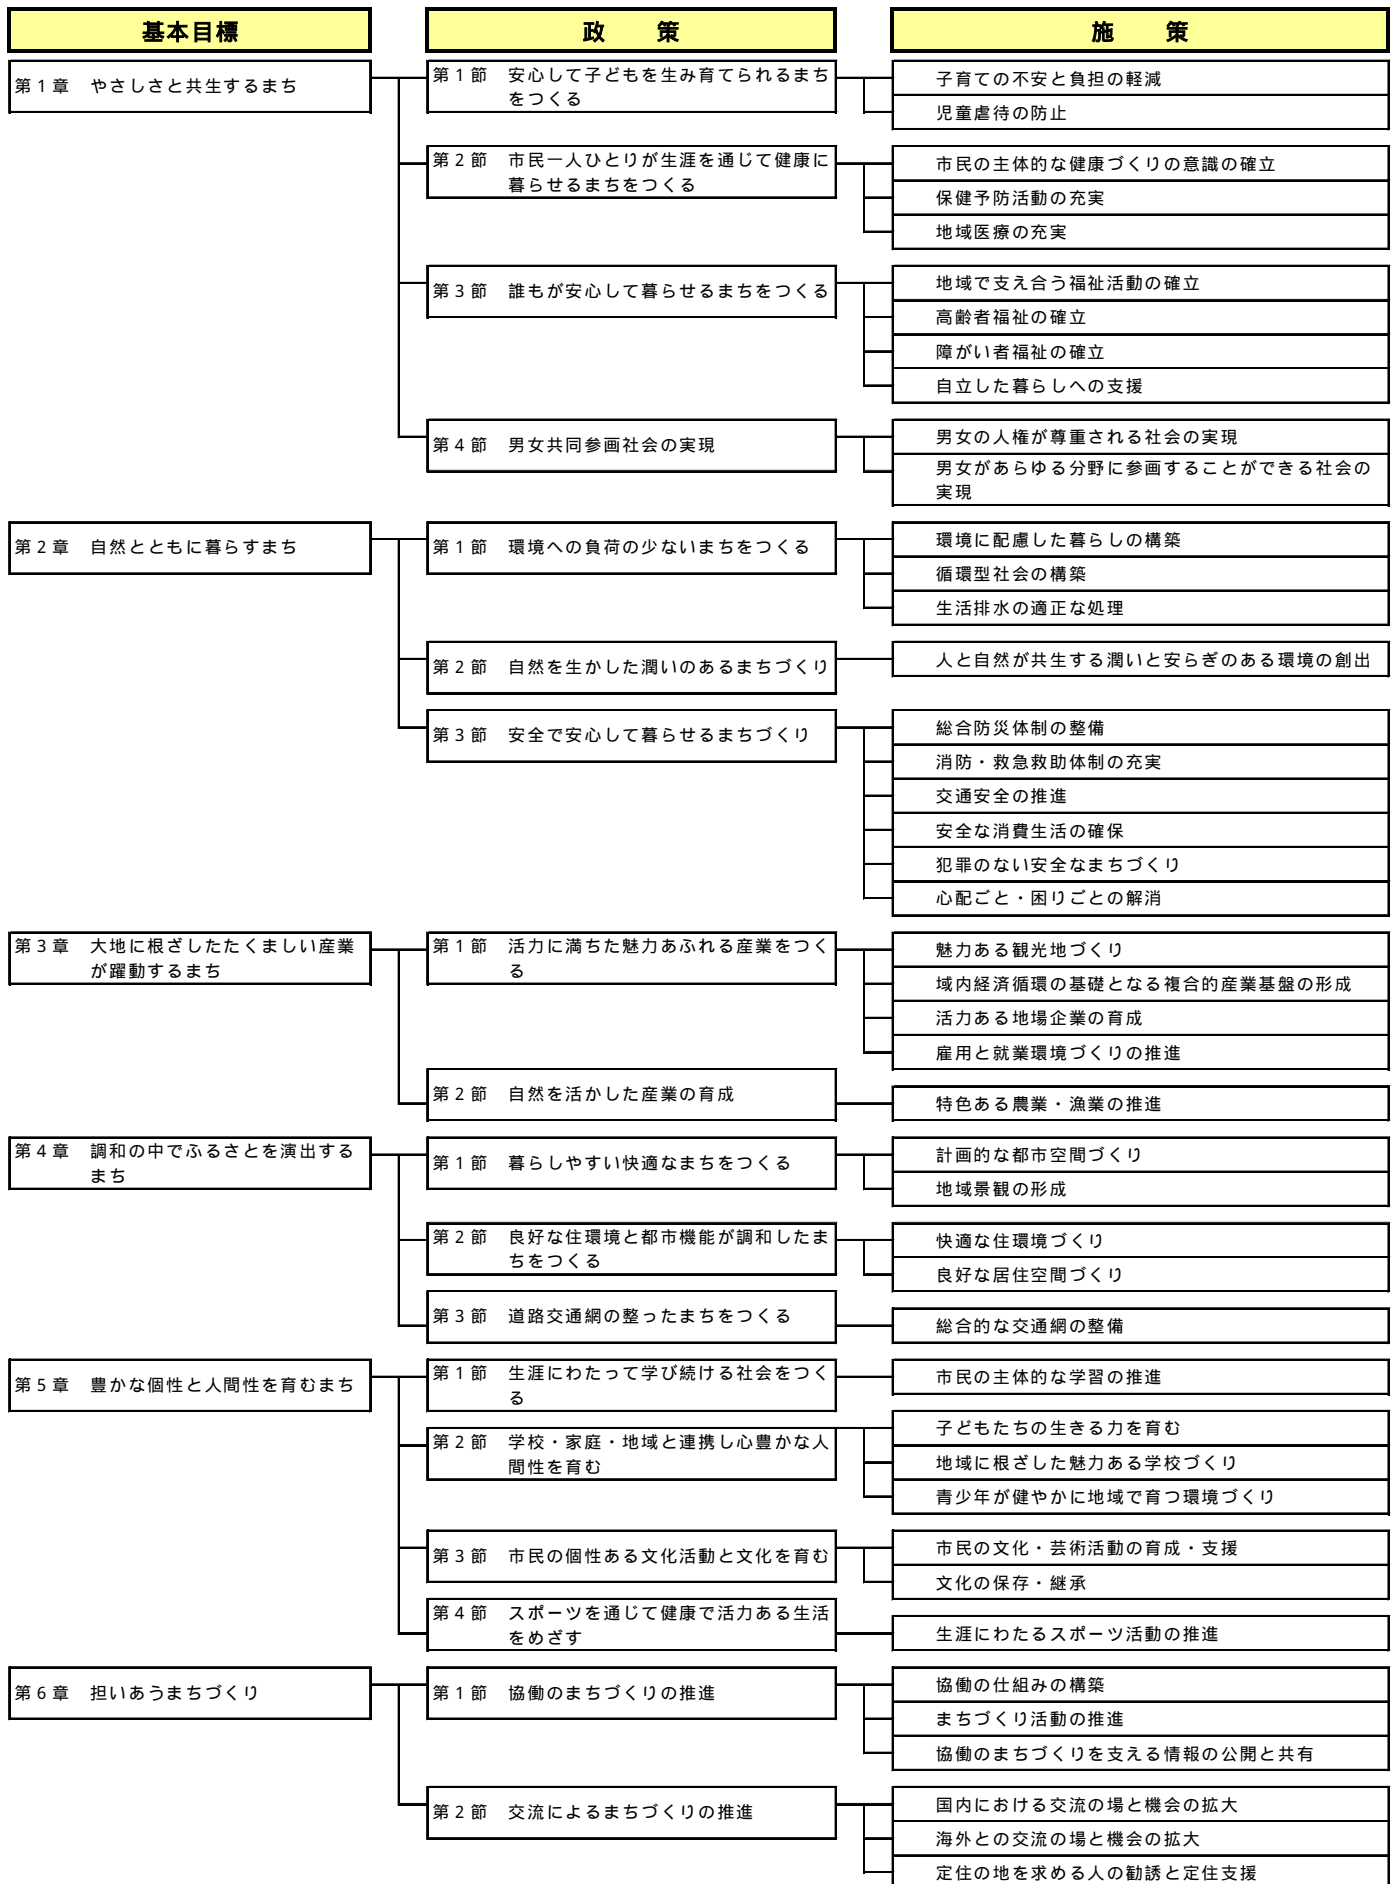 基本目標
政　　策
施　　策
第１章　やさしさと共生するまち
第１節　安心して子どもを生み育てられるまち
をつくる
子育ての不安と負担の軽減
児童虐待の防止
第２節　市民一人ひとりが生涯を通じて健康に
暮らせるまちをつくる
市民の主体的な健康づくりの意識の確立
保健予防活動の充実
地域医療の充実
第３節　誰もが安心して暮らせるまちをつくる
地域で支え合う福祉活動の確立
高齢者福祉の確立
障がい者福祉の確立
自立した暮らしへの支援
第４節　男女共同参画社会の実現
男女の人権が尊重される社会の実現
男女があらゆる分野に参画することができる社会の
実現
第２章　自然とともに暮らすまち
第１節　環境への負荷の少ないまちをつくる
環境に配慮した暮らしの構築
循環型社会の構築
生活排水の適正な処理
第２節　自然を生かした潤いのあるまちづくり
人と自然が共生する潤いと安らぎのある環境の創出
第３節　安全で安心して暮らせるまちづくり
総合防災体制の整備
消防・救急救助体制の充実
交通安全の推進
安全な消費生活の確保
犯罪のない安全なまちづくり
心配ごと・困りごとの解消
第３章　大地に根ざしたたくましい産業
が躍動するまち
第１節　活力に満ちた魅力あふれる産業をつく
る
魅力ある観光地づくり
域内経済循環の基礎となる複合的産業基盤の形成
活力ある地場企業の育成
雇用と就業環境づくりの推進
第２節　自然を活かした産業の育成
特色ある農業・漁業の推進
第４章　調和の中でふるさとを演出する
まち
第１節　暮らしやすい快適なまちをつくる
計画的な都市空間づくり
地域景観の形成
第２節　良好な住環境と都市機能が調和したま
ちをつくる
快適な住環境づくり
良好な居住空間づくり
第３節　道路交通網の整ったまちをつくる
総合的な交通網の整備
第５章　豊かな個性と人間性を育むまち
第１節　生涯にわたって学び続ける社会をつく
る
市民の主体的な学習の推進
第２節　学校・家庭・地域と連携し心豊かな人
間性を育む
子どもたちの生きる力を育む
地域に根ざした魅力ある学校づくり
青少年が健やかに地域で育つ環境づくり
第３節　市民の個性ある文化活動と文化を育む
市民の文化・芸術活動の育成・支援
文化の保存・継承
第４節　スポーツを通じて健康で活力ある生活
をめざす
生涯にわたるスポーツ活動の推進
第６章　担いあうまちづくり
第１節　協働のまちづくりの推進
協働の仕組みの構築
まちづくり活動の推進
協働のまちづくりを支える情報の公開と共有
第２節　交流によるまちづくりの推進
国内における交流の場と機会の拡大
海外との交流の場と機会の拡大
定住の地を求める人の勧誘と定住支援